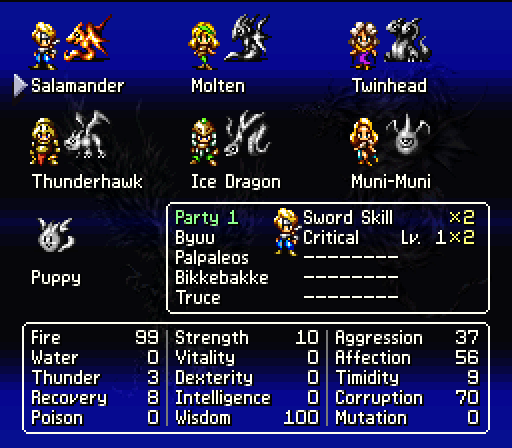 Salamander Molten Twinhead
Thunderhawk Ice Dragon Muni-Muni
Puppy
Party 1 Sword Skill ×2
Byuu Critical Lv. 1×2
Palpaleos --------
Bikkebakke --------
Truce --------
Fire 99 Strength 10 Aggression 37
Water 0 Vitality 0 Affection 56
Thunder 3 Dexterity 0 Timidity 9
Recovery 8 Intelligence 0 Corruption 70
Poison 0 Wisdom 100 Mutation 0